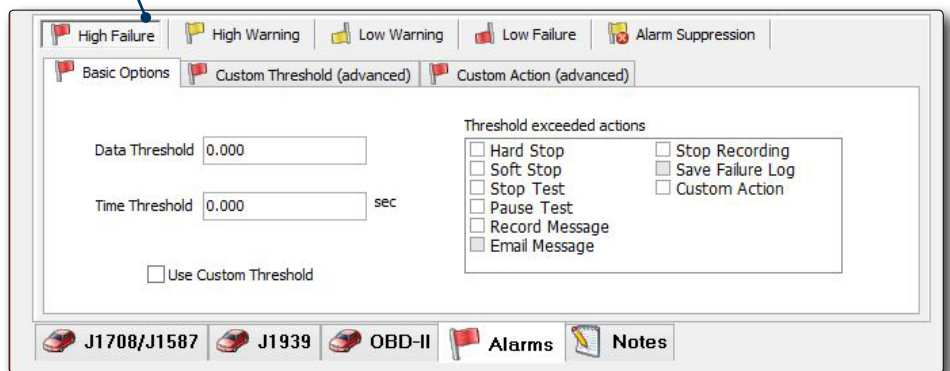 High Failure High Warning Low Warning Low Failure Alarm Suppression
Basic Options Custom Threshold (advanced) Custom Action (advanced)
Threshold exceeded actions
Data Threshold 0.000
Time Threshold 0.000 sec
Use Custom Threshold
Hard Stop
Soft Stop
Stop Test
Pause Test
Record Message
Email Message
Stop Recording
Save Failure Log
Custom Action
J1708/J1587 J1939 OBD-II Alarms Notes